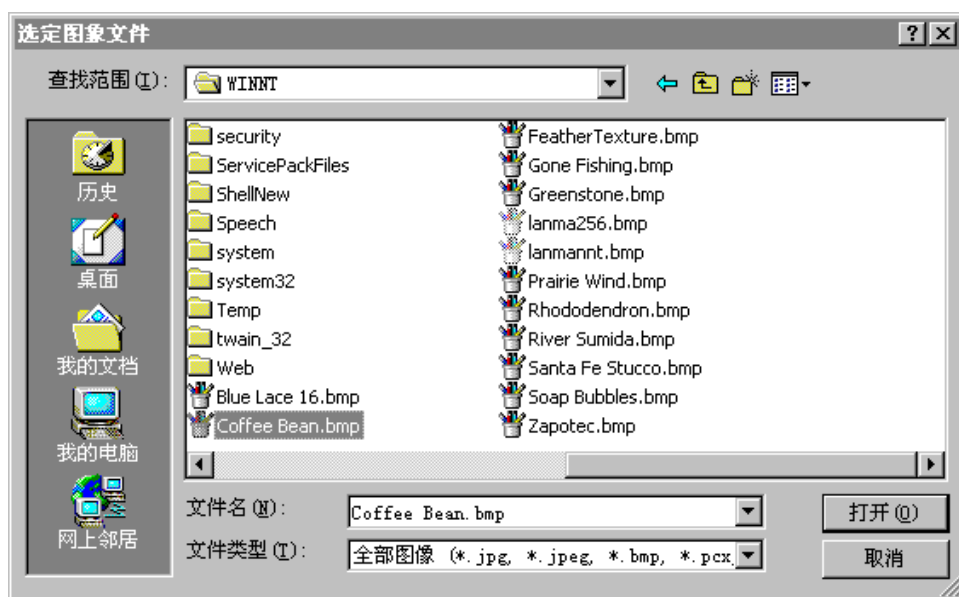 选定图象文件
查找范围(I):
WINNT
历史
桌面
我的文档
我的电脑
网上邻居
security
ServicePackFiles
ShellNew
Speech
system
system32
Temp
twain_32
Web
Blue Lace 16.bmp
Coffee Bean.bmp
FeatherTexture.bmp
Gone Fishing.bmp
Greenstone.bmp
lanma256.bmp
lanmannt.bmp
Prairie Wind.bmp
Rhododendron.bmp
River Sumida.bmp
Santa Fe Stucco.bmp
Soap Bubbles.bmp
Zapotec.bmp
文件名(N):
Coffee Bean.bmp
打开(O)
文件类型(T):
全部图像 (*.jpg, *.jpeg, *.bmp, *.pcx,
取消